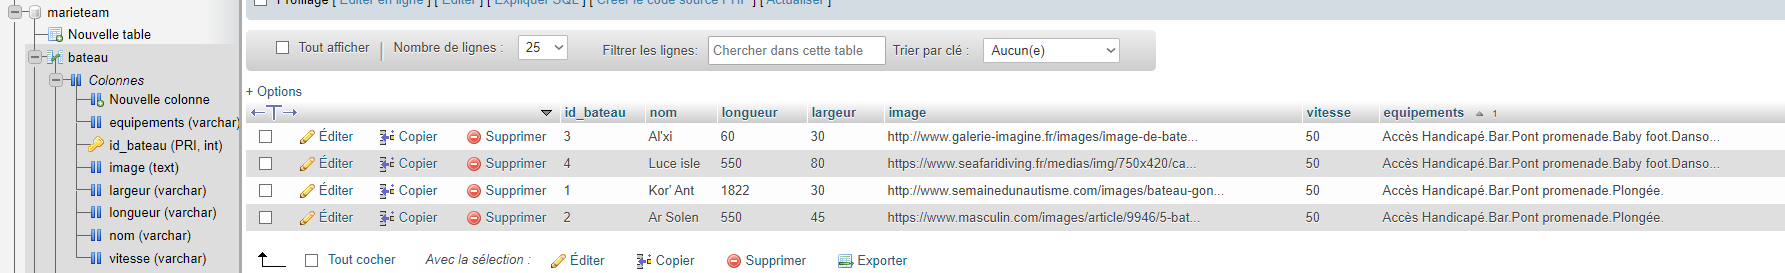 Profilage [ Éditer en ligne ] [ Éditer ] [ Expliquer SQL ] [ Créer le code source PHP ] [ Actualiser ]
marieteam
Nouvelle table
bateau
Colonnes
Nouvelle colonne
equipements (varchar)
id_bateau (PRI, int)
image (text)
largeur (varchar)
longueur (varchar)
nom (varchar)
vitesse (varchar)
Tout afficher Nombre de lignes : 25 Filtrer les lignes: Chercher dans cette table Trier par clé : Aucun(e)
+ Options
id_bateau nom longueur largeur image vitesse equipements 1
Éditer Copier Supprimer 3 Al'xi 60 30 http://www.galerie-imagine.fr/images/image-de-bate... 50 Accès Handicapé.Bar.Pont promenade.Baby foot.Danso...
Éditer Copier Supprimer 4 Luce isle 550 80 https://www.seafaridiving.fr/medias/img/750x420/ca... 50 Accès Handicapé.Bar.Pont promenade.Baby foot.Danso...
Éditer Copier Supprimer 1 Kor' Ant 1822 30 http://www.semainedunautisme.com/images/bateau-gon... 50 Accès Handicapé.Bar.Pont promenade.Plongée.
Éditer Copier Supprimer 2 Ar Solen 550 45 https://www.masculin.com/images/article/9946/5-bat... 50 Accès Handicapé.Bar.Pont promenade.Plongée.
Tout cocher Avec la sélection : Éditer Copier Supprimer Exporter